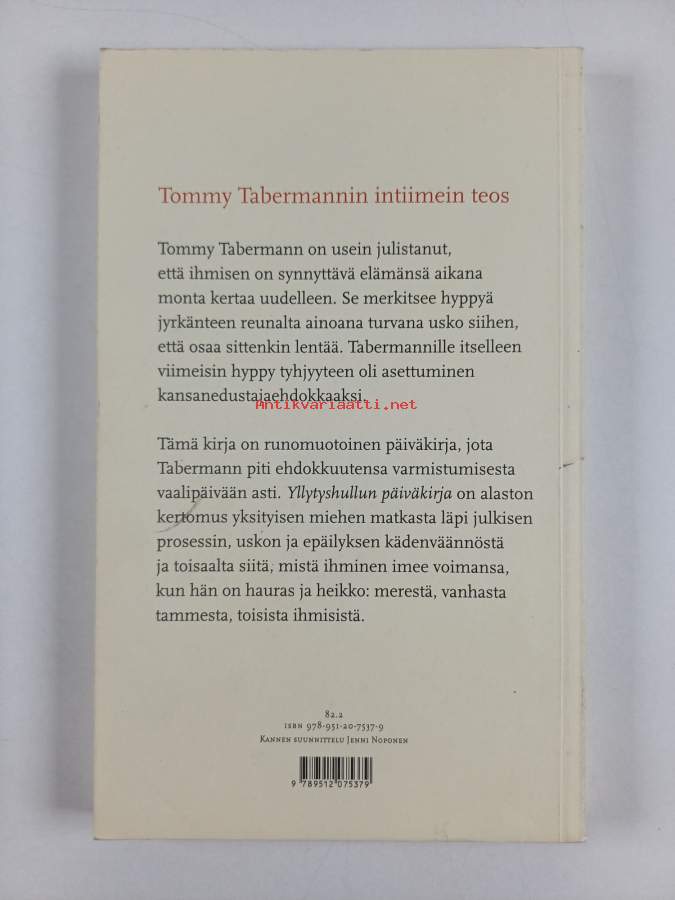 Tommy Tabermannin intiimein teos
Tommy Tabermann on usein julistanut,
että ihmisen on synnyttävä elämänsä aikana
monta kertaa uudelleen. Se merkitsee hyppyä
jyrkänteen reunalta ainoana turvana usko siihen,
että osaa sittenkin lentää. Tabermannille itselleen
viimeisin hyppy tyhjyyteen oli asettuminen
kansanedustajaehdokkaaksi.
Antikvariaatti.net
Tämä kirja on runomuotoinen päiväkirja, jota
Tabermann piti ehdokkuutensa varmistumisesta
vaalipäivään asti. Yllytyshullun päiväkirja on alaston
kertomus yksityisen miehen matkasta läpi julkisen
prosessin, uskon ja epäilyksen kädenväännöstä
ja toisaalta siitä, mistä ihminen imee voimansa,
kun hän on hauras ja heikko: merestä, vanhasta
tammesta, toisista ihmisistä.
82.2
ISBN 978-951-20-7537-9
Kannen suunnittelu Jenni Noponen
9 789512 075379